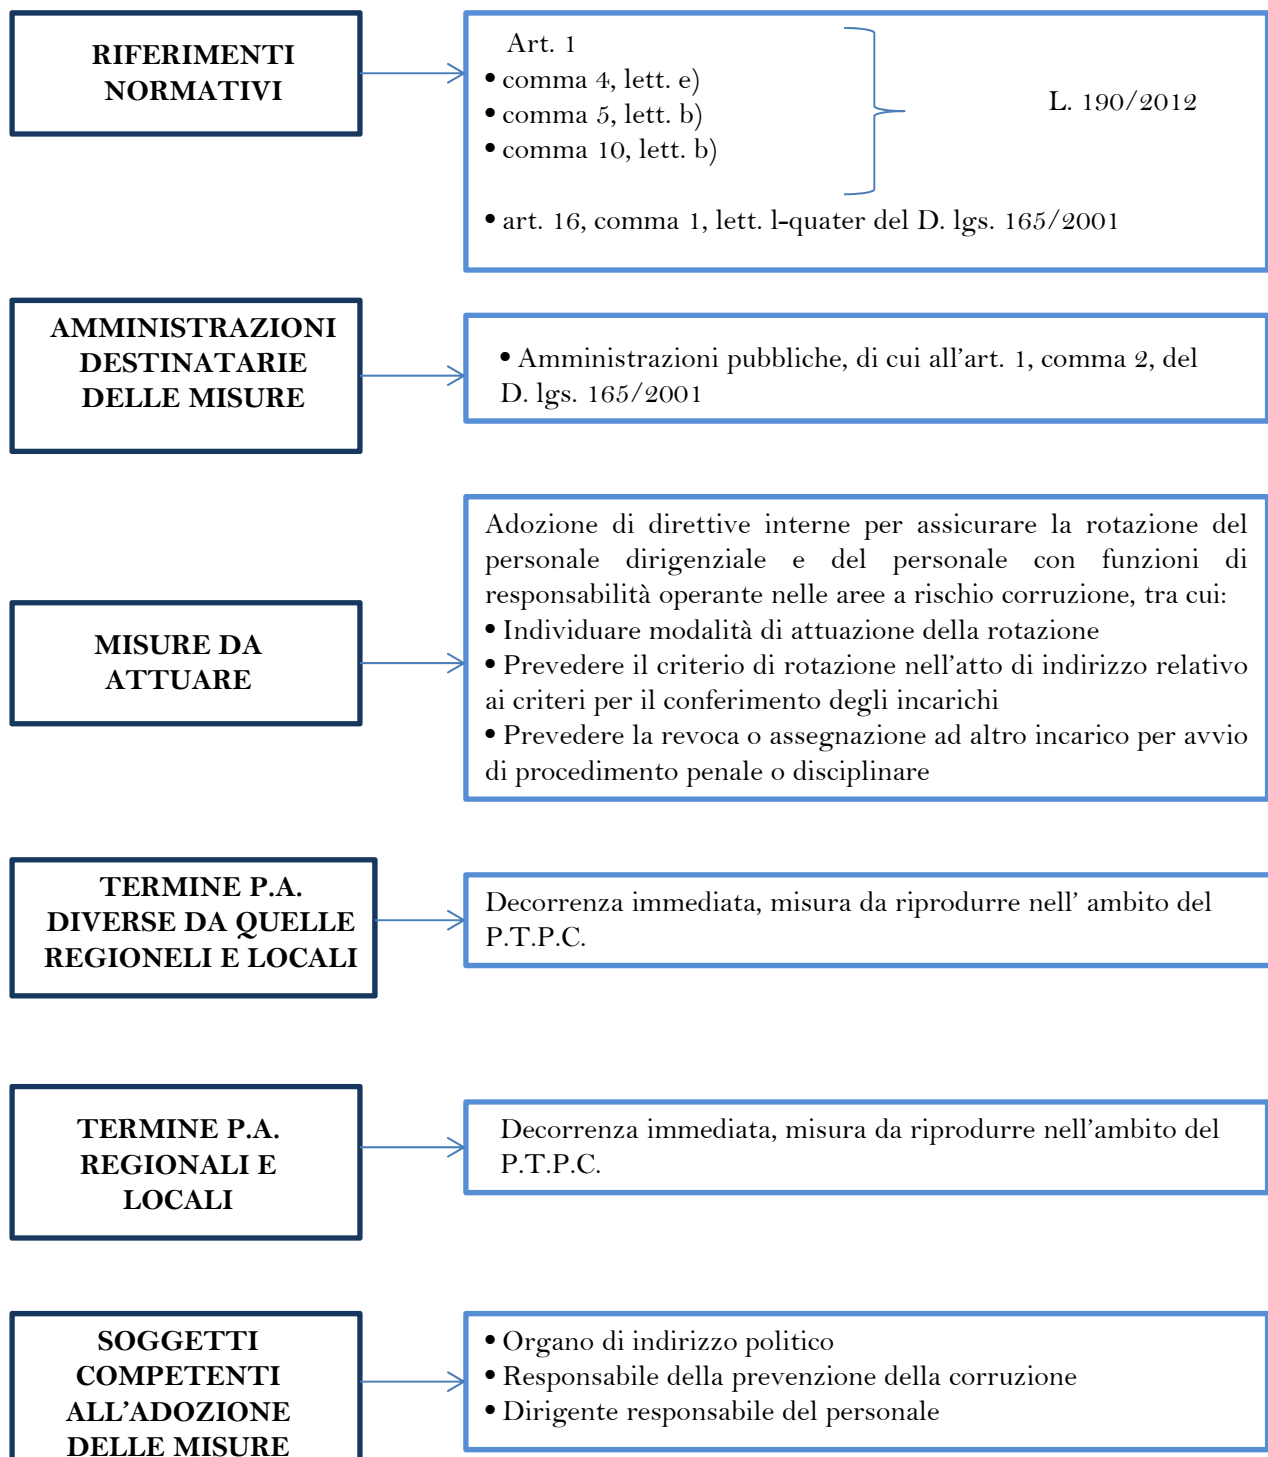 RIFERIMENTI
NORMATIVI
Art. 1
• comma 4, lett. e)
• comma 5, lett. b)
• comma 10, lett. b)
L. 190/2012
• art. 16, comma 1, lett. l-quater del D. lgs. 165/2001
AMMINISTRAZIONI
DESTINATARIE
DELLE MISURE
• Amministrazioni pubbliche, di cui all’art. 1, comma 2, del
D. lgs. 165/2001
MISURE DA
ATTUARE
Adozione di direttive interne per assicurare la rotazione del
personale dirigenziale e del personale con funzioni di
responsabilità operante nelle aree a rischio corruzione, tra cui:
• Individuare modalità di attuazione della rotazione
• Prevedere il criterio di rotazione nell’atto di indirizzo relativo
ai criteri per il conferimento degli incarichi
• Prevedere la revoca o assegnazione ad altro incarico per avvio
di procedimento penale o disciplinare
TERMINE P.A.
DIVERSE DA QUELLE
REGIONELI E LOCALI
Decorrenza immediata, misura da riprodurre nell’ ambito del
P.T.P.C.
TERMINE P.A.
REGIONALI E
LOCALI
Decorrenza immediata, misura da riprodurre nell’ambito del
P.T.P.C.
SOGGETTI
COMPETENTI
ALL’ADOZIONE
DELLE MISURE
• Organo di indirizzo politico
• Responsabile della prevenzione della corruzione
• Dirigente responsabile del personale